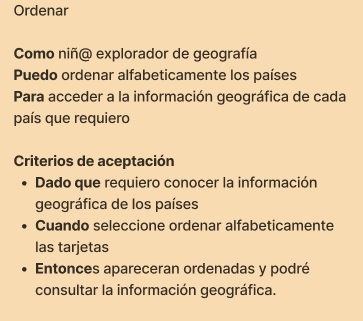 Ordenar
Como niñ@ explorador de geografía
Puedo ordenar alfabeticamente los países
Para acceder a la información geográfica de cada
país que requiero
Criterios de aceptación
• Dado que requiero conocer la información
geográfica de los países
• Cuando seleccione ordenar alfabeticamente
las tarjetas
• Entonces apareceran ordenadas y podré
consultar la información geográfica.